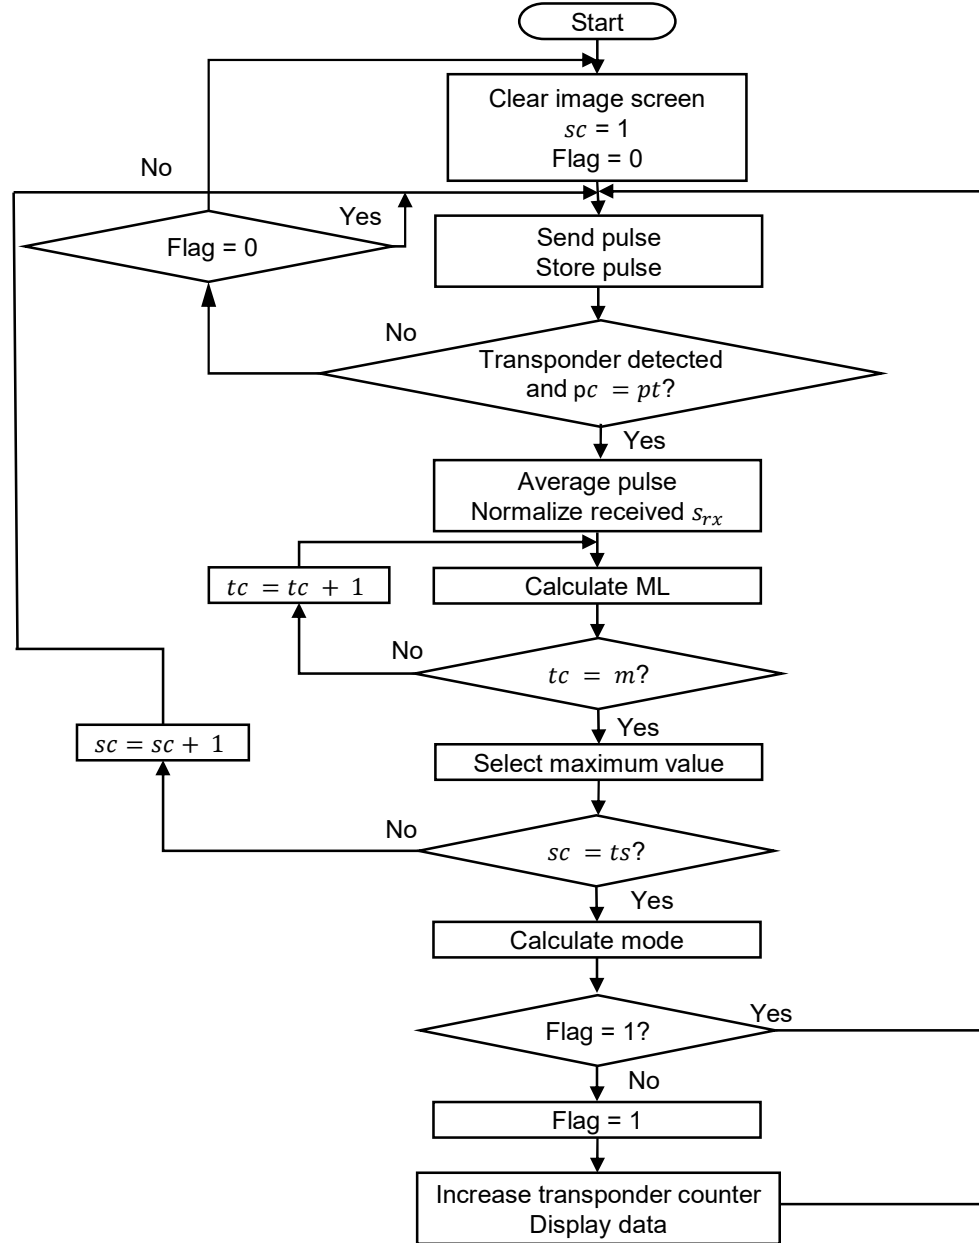 Start
Clear image screen
sc = 1
Flag = 0
No
Yes
Flag = 0
Send pulse
Store pulse
No
Transponder detected
and pc = pt?
Yes
Average pulse
Normalize received s_rx
tc = tc + 1
Calculate ML
No
tc = m?
Yes
sc = sc + 1
Select maximum value
No
sc = ts?
Yes
Calculate mode
Flag = 1?
Yes
No
Flag = 1
Increase transponder counter
Display data